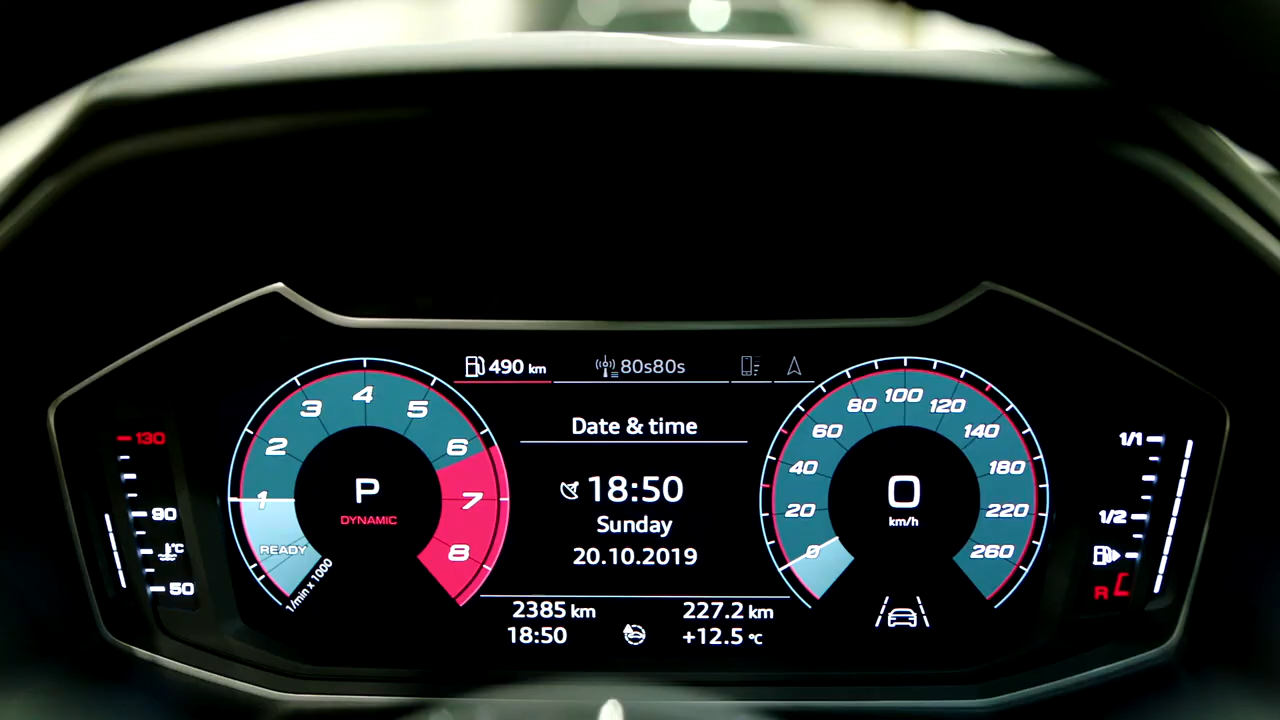 490 km
80s80s
Date & time
18:50
Sunday
20.10.2019
2385 km
227.2 km
18:50
+12.5 °C
130
90
°C
50
1
2
3
4
5
6
7
8
P
DYNAMIC
READY
1/min x 1000
0
20
40
60
80
100
120
140
180
220
260
0
km/h
1/1
1/2
R